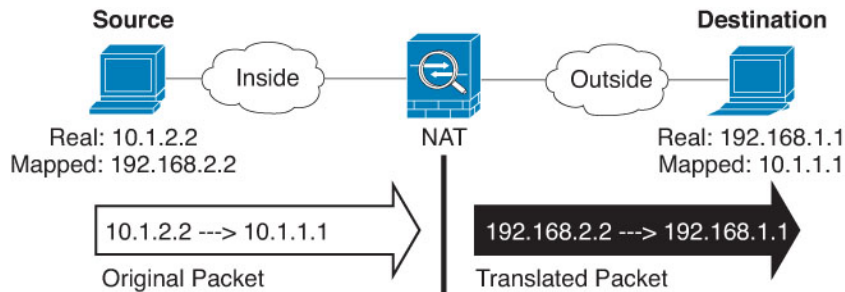 Source
Destination
Inside
Outside
Real: 10.1.2.2
Mapped: 192.168.2.2
NAT
Real: 192.168.1.1
Mapped: 10.1.1.1
10.1.2.2 ---> 10.1.1.1
192.168.2.2 ---> 192.168.1.1
Original Packet
Translated Packet